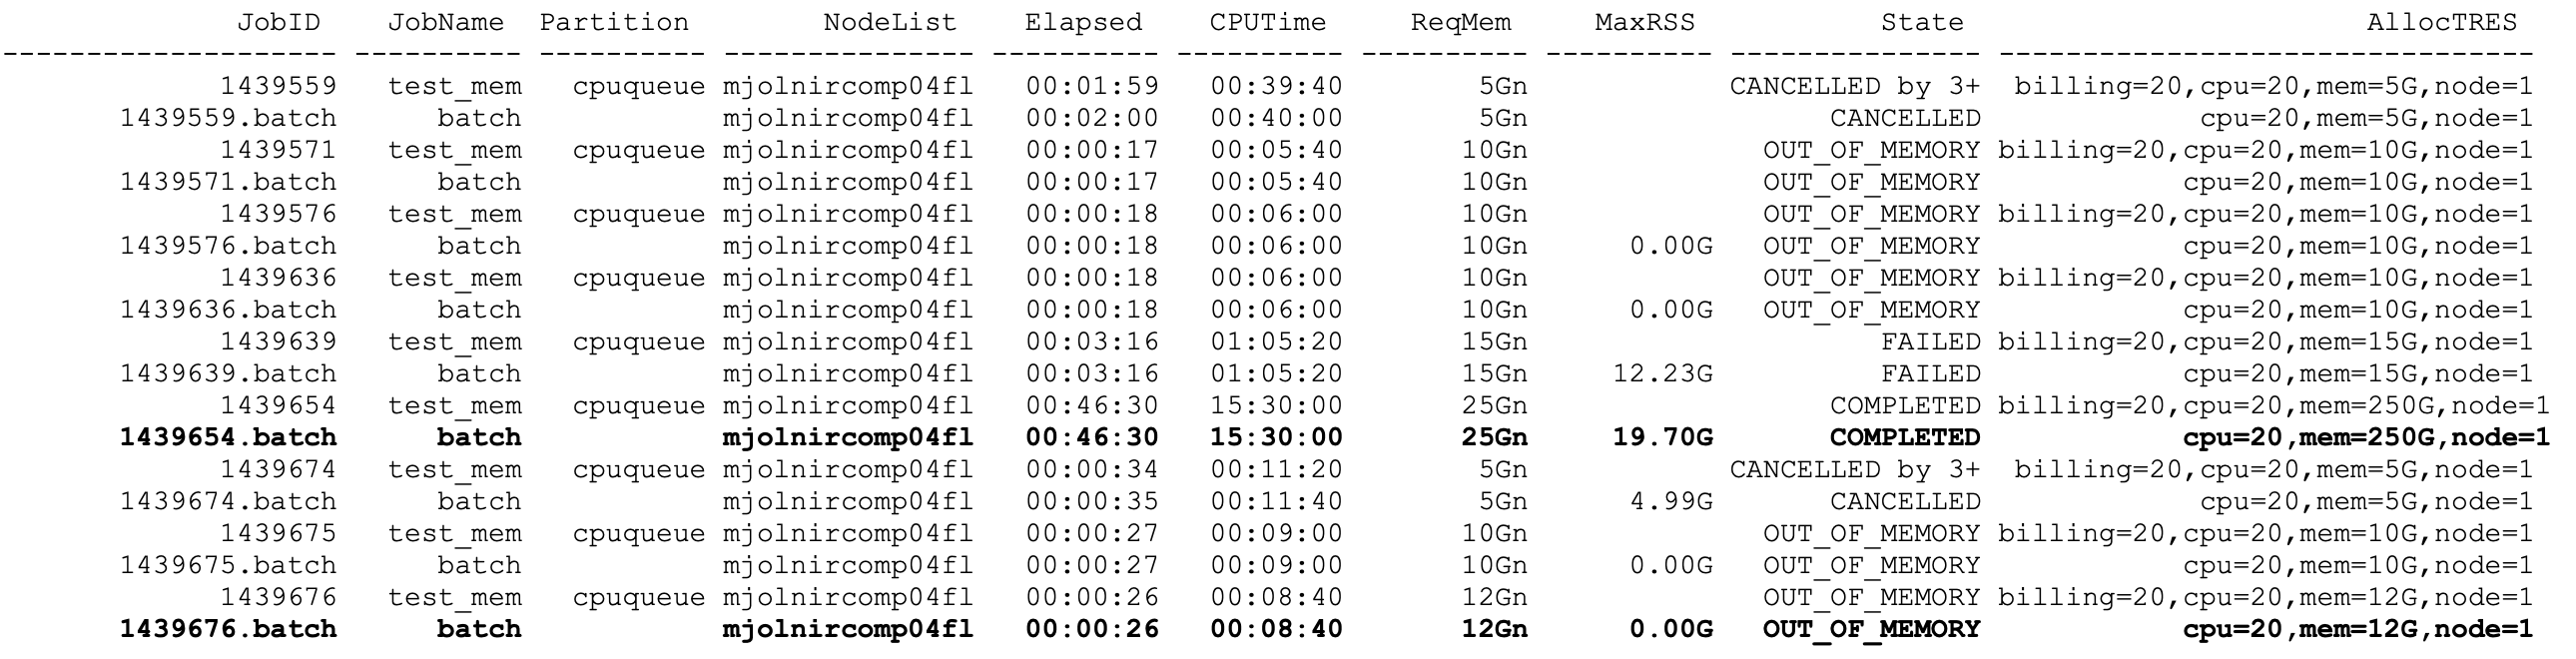 JobID JobName Partition NodeList Elapsed CPUTime ReqMem MaxRSS State AllocTRES
-------------------- ---------- ---------- --------------- ---------- ---------- ---------- ---------- --------------- --------------------------------
1439559 test_mem cpuqueue mjolnircomp04fl 00:01:59 00:39:40 5Gn CANCELLED by 3+ billing=20,cpu=20,mem=5G,node=1
1439559.batch batch mjolnircomp04fl 00:02:00 00:40:00 5Gn CANCELLED cpu=20,mem=5G,node=1
1439571 test_mem cpuqueue mjolnircomp04fl 00:00:17 00:05:40 10Gn OUT_OF_MEMORY billing=20,cpu=20,mem=10G,node=1
1439571.batch batch mjolnircomp04fl 00:00:17 00:05:40 10Gn OUT_OF_MEMORY cpu=20,mem=10G,node=1
1439576 test_mem cpuqueue mjolnircomp04fl 00:00:18 00:06:00 10Gn OUT_OF_MEMORY billing=20,cpu=20,mem=10G,node=1
1439576.batch batch mjolnircomp04fl 00:00:18 00:06:00 10Gn 0.00G OUT_OF_MEMORY cpu=20,mem=10G,node=1
1439636 test_mem cpuqueue mjolnircomp04fl 00:00:18 00:06:00 10Gn OUT_OF_MEMORY billing=20,cpu=20,mem=10G,node=1
1439636.batch batch mjolnircomp04fl 00:00:18 00:06:00 10Gn 0.00G OUT_OF_MEMORY cpu=20,mem=10G,node=1
1439639 test_mem cpuqueue mjolnircomp04fl 00:03:16 01:05:20 15Gn FAILED billing=20,cpu=20,mem=15G,node=1
1439639.batch batch mjolnircomp04fl 00:03:16 01:05:20 15Gn 12.23G FAILED cpu=20,mem=15G,node=1
1439654 test_mem cpuqueue mjolnircomp04fl 00:46:30 15:30:00 25Gn COMPLETED billing=20,cpu=20,mem=250G,node=1
1439654.batch batch mjolnircomp04fl 00:46:30 15:30:00 25Gn 19.70G COMPLETED cpu=20,mem=250G,node=1
1439674 test_mem cpuqueue mjolnircomp04fl 00:00:34 00:11:20 5Gn CANCELLED by 3+ billing=20,cpu=20,mem=5G,node=1
1439674.batch batch mjolnircomp04fl 00:00:35 00:11:40 5Gn 4.99G CANCELLED cpu=20,mem=5G,node=1
1439675 test_mem cpuqueue mjolnircomp04fl 00:00:27 00:09:00 10Gn OUT_OF_MEMORY billing=20,cpu=20,mem=10G,node=1
1439675.batch batch mjolnircomp04fl 00:00:27 00:09:00 10Gn 0.00G OUT_OF_MEMORY cpu=20,mem=10G,node=1
1439676 test_mem cpuqueue mjolnircomp04fl 00:00:26 00:08:40 12Gn OUT_OF_MEMORY billing=20,cpu=20,mem=12G,node=1
1439676.batch batch mjolnircomp04fl 00:00:26 00:08:40 12Gn 0.00G OUT_OF_MEMORY cpu=20,mem=12G,node=1